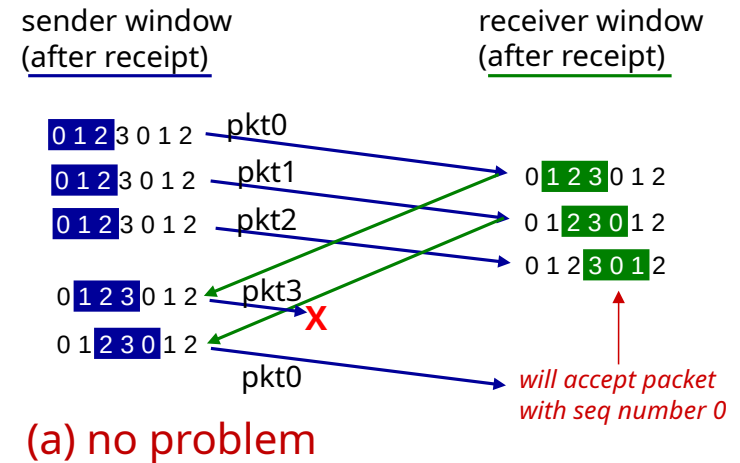 sender window
(after receipt)
receiver window
(after receipt)
0 1 2 3 0 1 2
pkt0
0 1 2 3 0 1 2
pkt1
0 1 2 3 0 1 2
pkt2
0 1 2 3 0 1 2
0 1 2 3 0 1 2
0 1 2 3 0 1 2
0 1 2 3 0 1 2
pkt3
X
0 1 2 3 0 1 2
pkt0
will accept packet
with seq number 0
(a) no problem